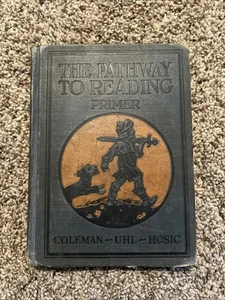 THE PATHWAY
TO READING
PRIMER
COLEMAN - UHL - HOSIC